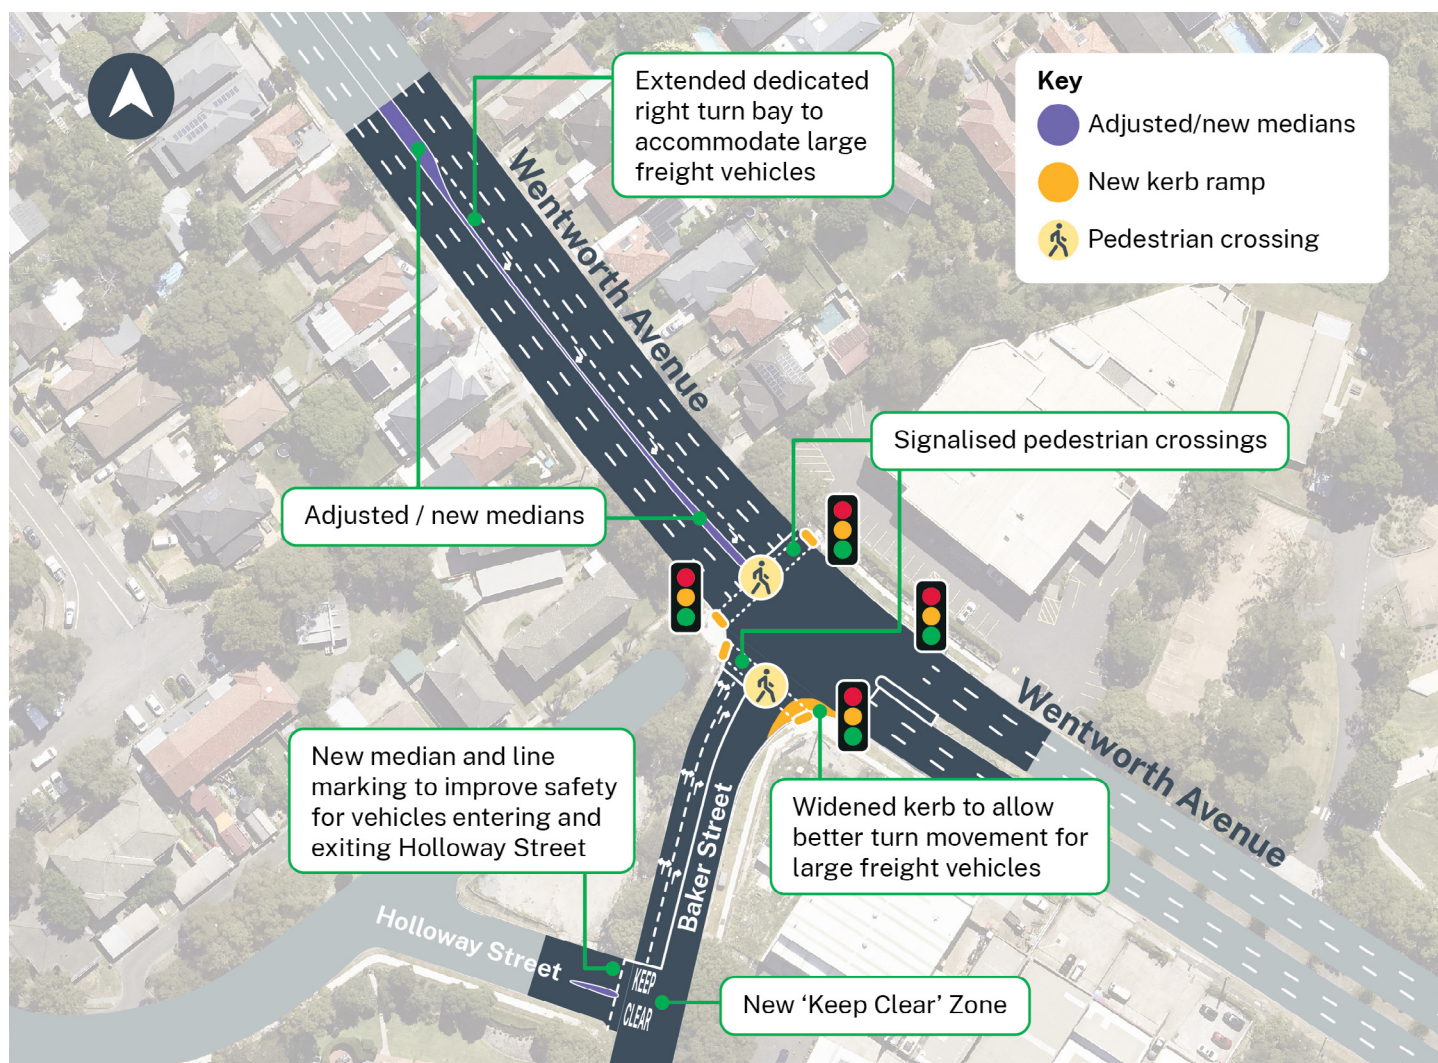 Extended dedicated
right turn bay to
accommodate large
freight vehicles
Key
Adjusted/new medians
New kerb ramp
Pedestrian crossing
Wentworth Avenue
Signalised pedestrian crossings
Adjusted / new medians
Wentworth Avenue
New median and line
marking to improve safety
for vehicles entering and
exiting Holloway Street
Widened kerb to allow
better turn movement for
large freight vehicles
Baker Street
Holloway Street
KEEP
CLEAR
New ‘Keep Clear’ Zone